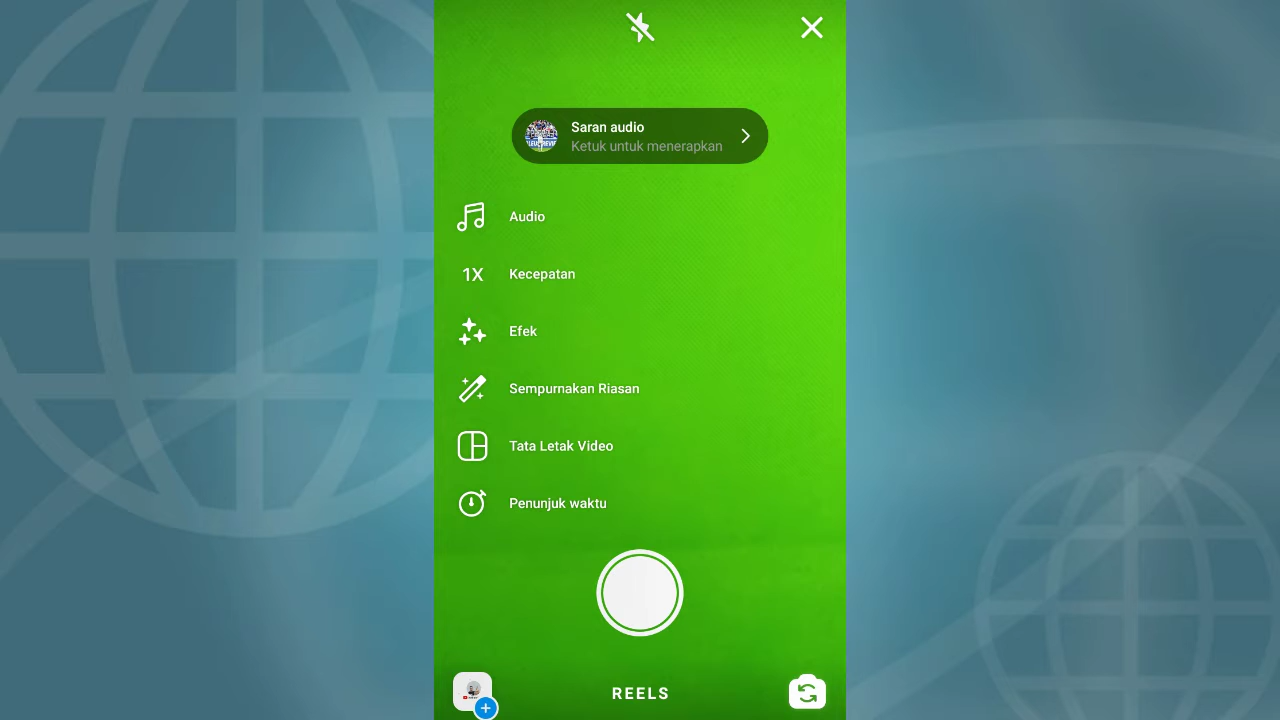 Saran audio
Ketuk untuk menerapkan
Audio
1X Kecepatan
Efek
Sempurnakan Riasan
Tata Letak Video
Penunjuk waktu
REELS